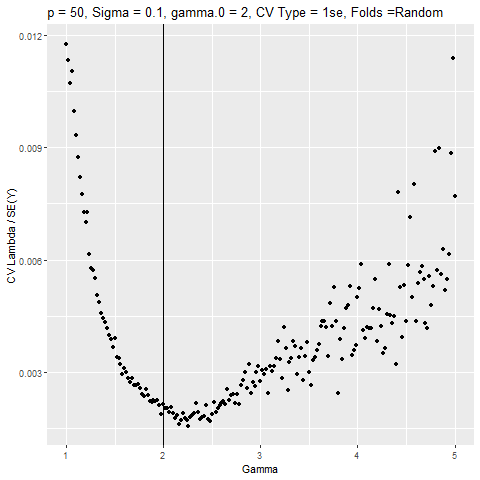 p = 50, Sigma = 0.1, gamma.0 = 2, CV Type = 1se, Folds =Random
0.012
0.009
0.006
0.003
CV Lambda / SE(Y)
1 2 3 4 5
Gamma